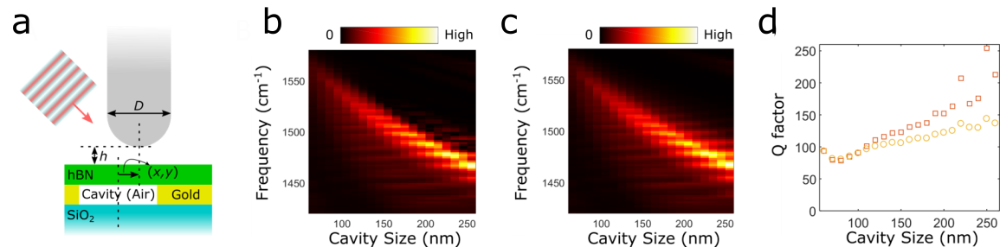 a
D
h
(x,y)
hBN
Cavity (Air)
Gold
SiO2
b
0
High
Frequency (cm-1)
1550
1500
1450
100
150
200
250
Cavity Size (nm)
c
0
High
Frequency (cm-1)
1550
1500
1450
100
150
200
250
Cavity Size (nm)
d
Q factor
250
200
150
100
50
0
100
150
200
250
Cavity Size (nm)